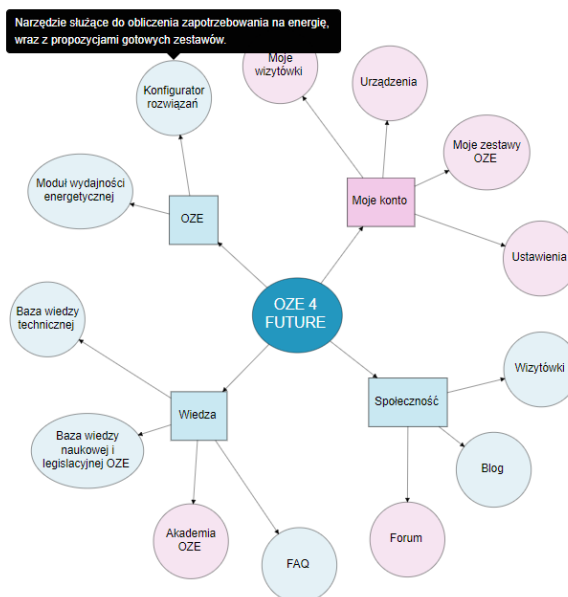 Narzędzie służące do obliczenia zapotrzebowania na energię,
wraz z propozycjami gotowych zestawów.
Moje
wizytówki
Urządzenia
Konfigurator
rozwiązań
Moje zestawy
OZE
Moduł wydajności
energetycznej
OZE
Moje konto
Ustawienia
OZE 4
FUTURE
Baza wiedzy
technicznej
Wizytówki
Wiedza
Społeczność
Baza wiedzy
naukowej i
legislacyjnej OZE
Blog
Akademia
OZE
Forum
FAQ